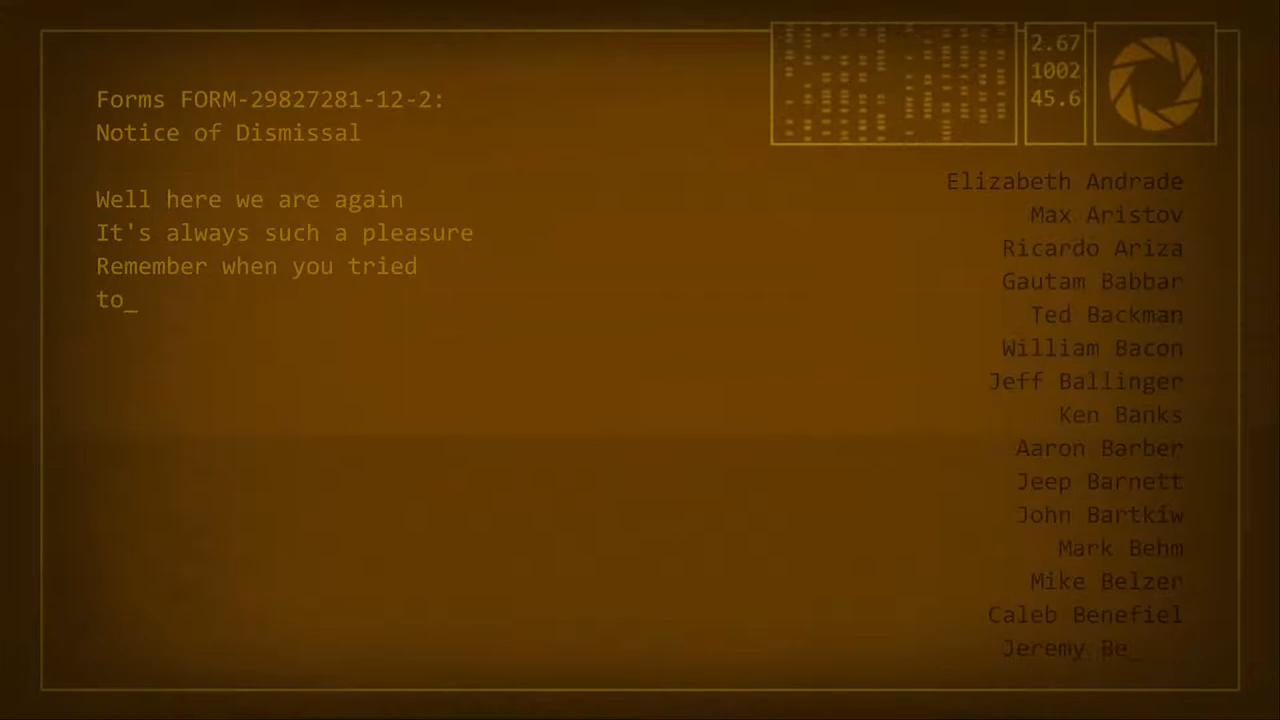 Forms FORM-29827281-12-2:
Notice of Dismissal
Well here we are again
It's always such a pleasure
Remember when you tried
to_
2.67
1002
45.6
Elizabeth Andrade
Max Aristov
Ricardo Ariza
Gautam Babbar
Ted Backman
William Bacon
Jeff Ballinger
Ken Banks
Aaron Barber
Jeep Barnett
John Bartkiw
Mark Behm
Mike Belzer
Caleb Benefiel
Jeremy Be_